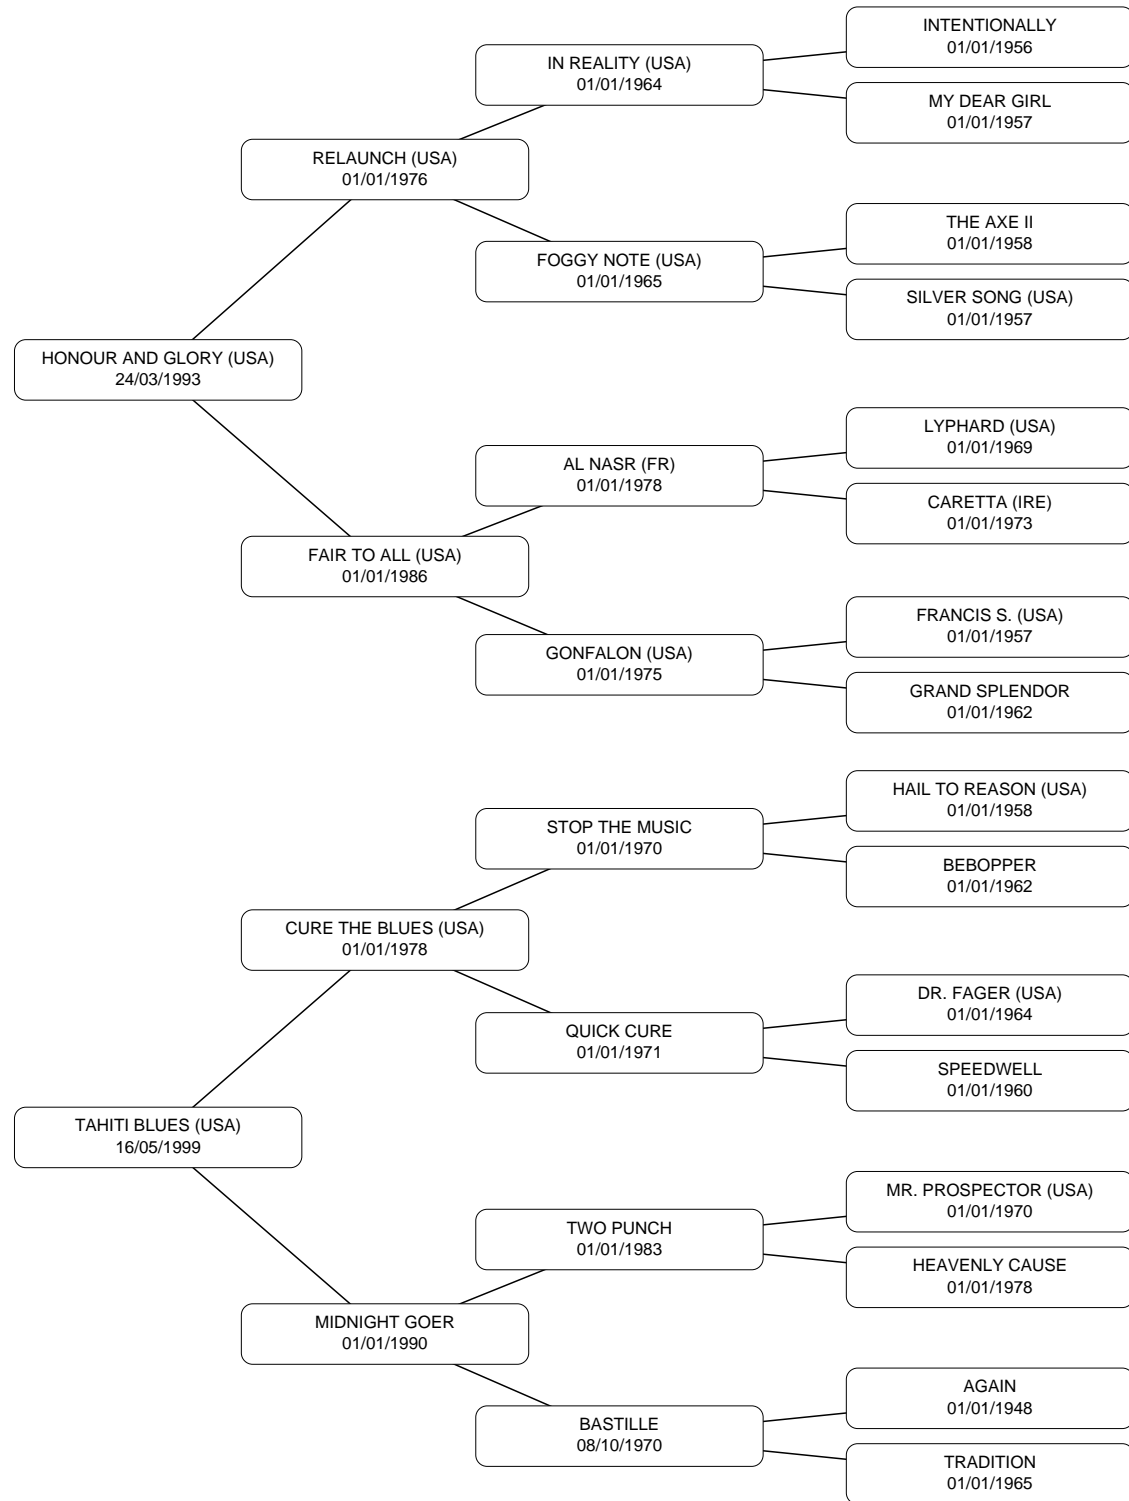 INTENTIONALLY
01/01/1956
IN REALITY (USA)
01/01/1964
MY DEAR GIRL
01/01/1957
RELAUNCH (USA)
01/01/1976
THE AXE II
01/01/1958
FOGGY NOTE (USA)
01/01/1965
SILVER SONG (USA)
01/01/1957
HONOUR AND GLORY (USA)
24/03/1993
LYPHARD (USA)
01/01/1969
AL NASR (FR)
01/01/1978
CARETTA (IRE)
01/01/1973
FAIR TO ALL (USA)
01/01/1986
FRANCIS S. (USA)
01/01/1957
GONFALON (USA)
01/01/1975
GRAND SPLENDOR
01/01/1962
HAIL TO REASON (USA)
01/01/1958
STOP THE MUSIC
01/01/1970
BEBOPPER
01/01/1962
CURE THE BLUES (USA)
01/01/1978
DR. FAGER (USA)
01/01/1964
QUICK CURE
01/01/1971
SPEEDWELL
01/01/1960
TAHITI BLUES (USA)
16/05/1999
MR. PROSPECTOR (USA)
01/01/1970
TWO PUNCH
01/01/1983
HEAVENLY CAUSE
01/01/1978
MIDNIGHT GOER
01/01/1990
AGAIN
01/01/1948
BASTILLE
08/10/1970
TRADITION
01/01/1965